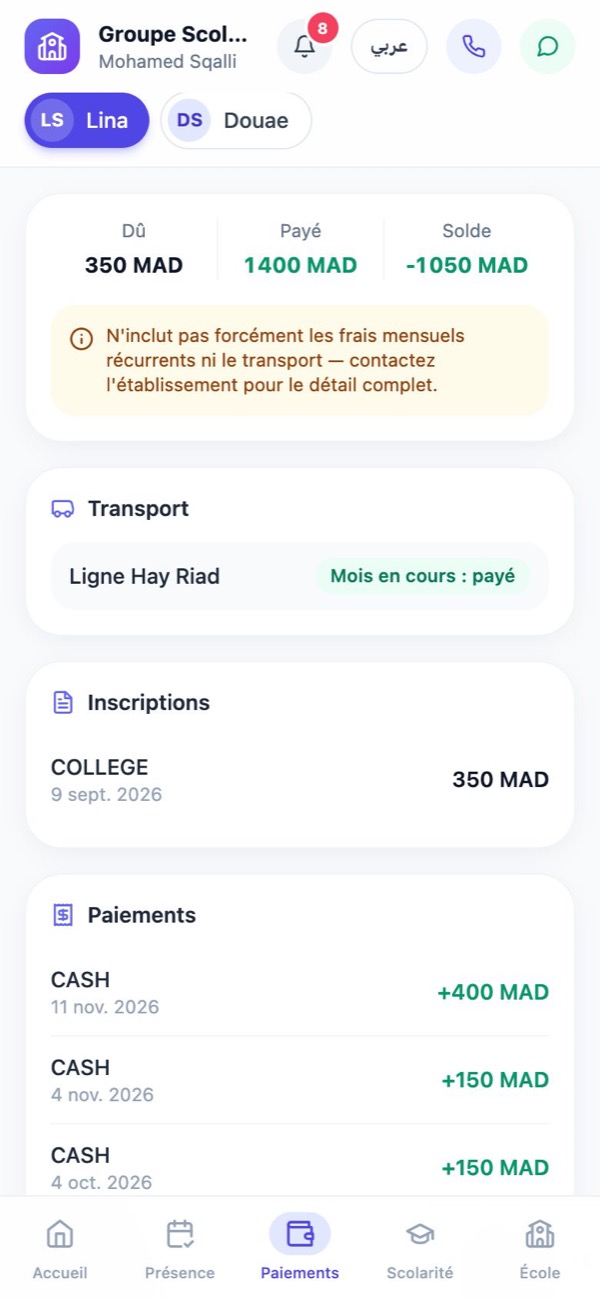 Groupe Scol...
Mohamed Sqalli
8
عربي
LS Lina
DS Douae
Dû
350 MAD
Payé
1400 MAD
Solde
-1050 MAD
N'inclut pas forcément les frais mensuels
récurrents ni le transport — contactez
l'établissement pour le détail complet.
Transport
Ligne Hay Riad
Mois en cours : payé
Inscriptions
COLLEGE
9 sept. 2026
350 MAD
Paiements
CASH
11 nov. 2026
+400 MAD
CASH
4 nov. 2026
+150 MAD
CASH
4 oct. 2026
+150 MAD
Accueil
Présence
Paiements
Scolarité
École